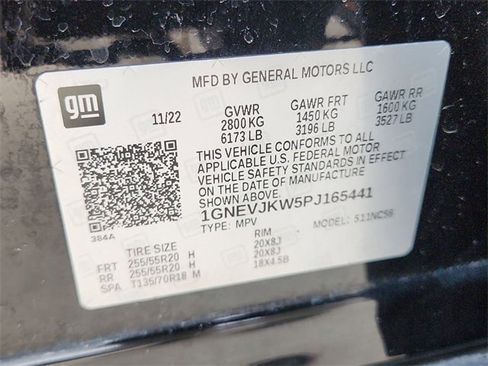 MFD BY GENERAL MOTORS LLC
gm
11/22 GVWR GAWR FRT GAWR RR
2800 KG 1450 KG 1600 KG
6173 LB 3196 LB 3527 LB
THIS VEHICLE CONFORMS TO ALL
APPLICABLE U.S. FEDERAL MOTOR
VEHICLE SAFETY STANDARDS IN EFFECT
ON THE DATE OF MANUFACTURE
SHOWN ABOVE.
1GNEVJKW5PJ165441
TYPE: MPV MODEL: 511NC56
384A
TIRE SIZE RIM
FRT 255/55R20 H 20X8J
RR 255/55R20 H 20X8J
SPA T135/70R18 M 18X4.5B